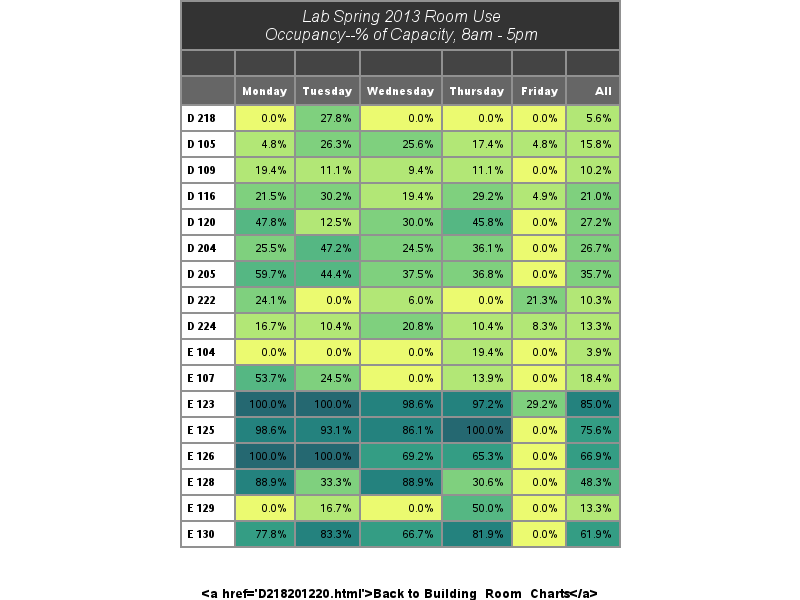 Lab Spring 2013 Room Use
Occupancy--% of Capacity, 8am - 5pm
Monday Tuesday Wednesday Thursday Friday All
D 218 0.0% 27.8% 0.0% 0.0% 0.0% 5.6%
D 105 4.8% 26.3% 25.6% 17.4% 4.8% 15.8%
D 109 19.4% 11.1% 9.4% 11.1% 0.0% 10.2%
D 116 21.5% 30.2% 19.4% 29.2% 4.9% 21.0%
D 120 47.8% 12.5% 30.0% 45.8% 0.0% 27.2%
D 204 25.5% 47.2% 24.5% 36.1% 0.0% 26.7%
D 205 59.7% 44.4% 37.5% 36.8% 0.0% 35.7%
D 222 24.1% 0.0% 6.0% 0.0% 21.3% 10.3%
D 224 16.7% 10.4% 20.8% 10.4% 8.3% 13.3%
E 104 0.0% 0.0% 0.0% 19.4% 0.0% 3.9%
E 107 53.7% 24.5% 0.0% 13.9% 0.0% 18.4%
E 123 100.0% 100.0% 98.6% 97.2% 29.2% 85.0%
E 125 98.6% 93.1% 86.1% 100.0% 0.0% 75.6%
E 126 100.0% 100.0% 69.2% 65.3% 0.0% 66.9%
E 128 88.9% 33.3% 88.9% 30.6% 0.0% 48.3%
E 129 0.0% 16.7% 0.0% 50.0% 0.0% 13.3%
E 130 77.8% 83.3% 66.7% 81.9% 0.0% 61.9%
<a href='D218201220.html'>Back to Building_Room_Charts</a>